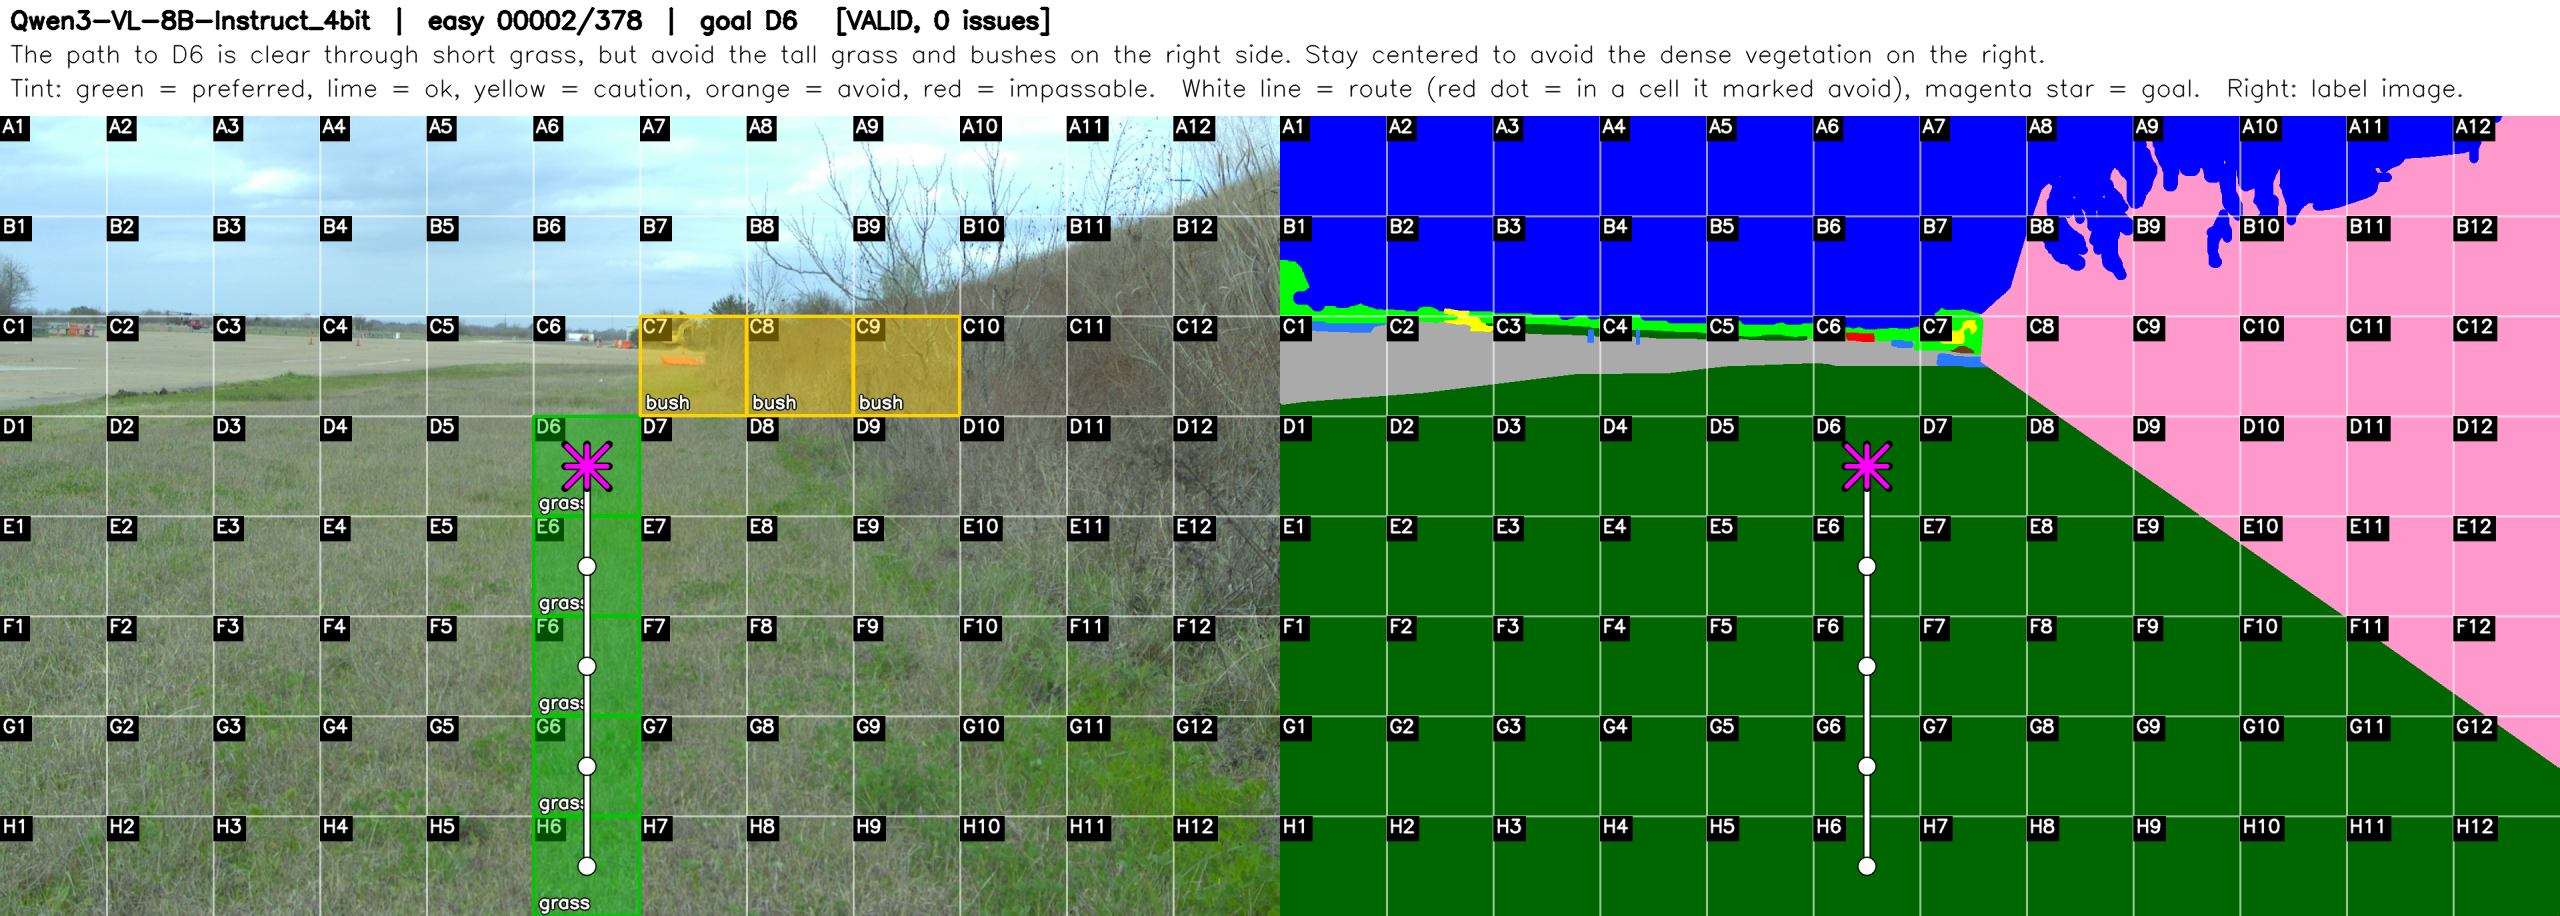 Qwen3-VL-8B-Instruct_4bit | easy 00002/378 | goal D6 [VALID, 0 issues]
The path to D6 is clear through short grass, but avoid the tall grass and bushes on the right side. Stay centered to avoid the dense vegetation on the right.
Tint: green = preferred, lime = ok, yellow = caution, orange = avoid, red = impassable. White line = route (red dot = in a cell it marked avoid), magenta star = goal. Right: label image.
A1 A2 A3 A4 A5 A6 A7 A8 A9 A10 A11 A12 A1 A2 A3 A4 A5 A6 A7 A8 A9 A10 A11 A12
B1 B2 B3 B4 B5 B6 B7 B8 B9 B10 B11 B12 B1 B2 B3 B4 B5 B6 B7 B8 B9 B10 B11 B12
C1 C2 C3 C4 C5 C6 C7 C8 C9 C10 C11 C12 C1 C2 C3 C4 C5 C6 C7 C8 C9 C10 C11 C12
bush bush bush
D1 D2 D3 D4 D5 D6 D7 D8 D9 D10 D11 D12 D1 D2 D3 D4 D5 D6 D7 D8 D9 D10 D11 D12
grass
E1 E2 E3 E4 E5 E6 E7 E8 E9 E10 E11 E12 E1 E2 E3 E4 E5 E6 E7 E8 E9 E10 E11 E12
grass
F1 F2 F3 F4 F5 F6 F7 F8 F9 F10 F11 F12 F1 F2 F3 F4 F5 F6 F7 F8 F9 F10 F11 F12
grass
G1 G2 G3 G4 G5 G6 G7 G8 G9 G10 G11 G12 G1 G2 G3 G4 G5 G6 G7 G8 G9 G10 G11 G12
grass
H1 H2 H3 H4 H5 H6 H7 H8 H9 H10 H11 H12 H1 H2 H3 H4 H5 H6 H7 H8 H9 H10 H11 H12
grass